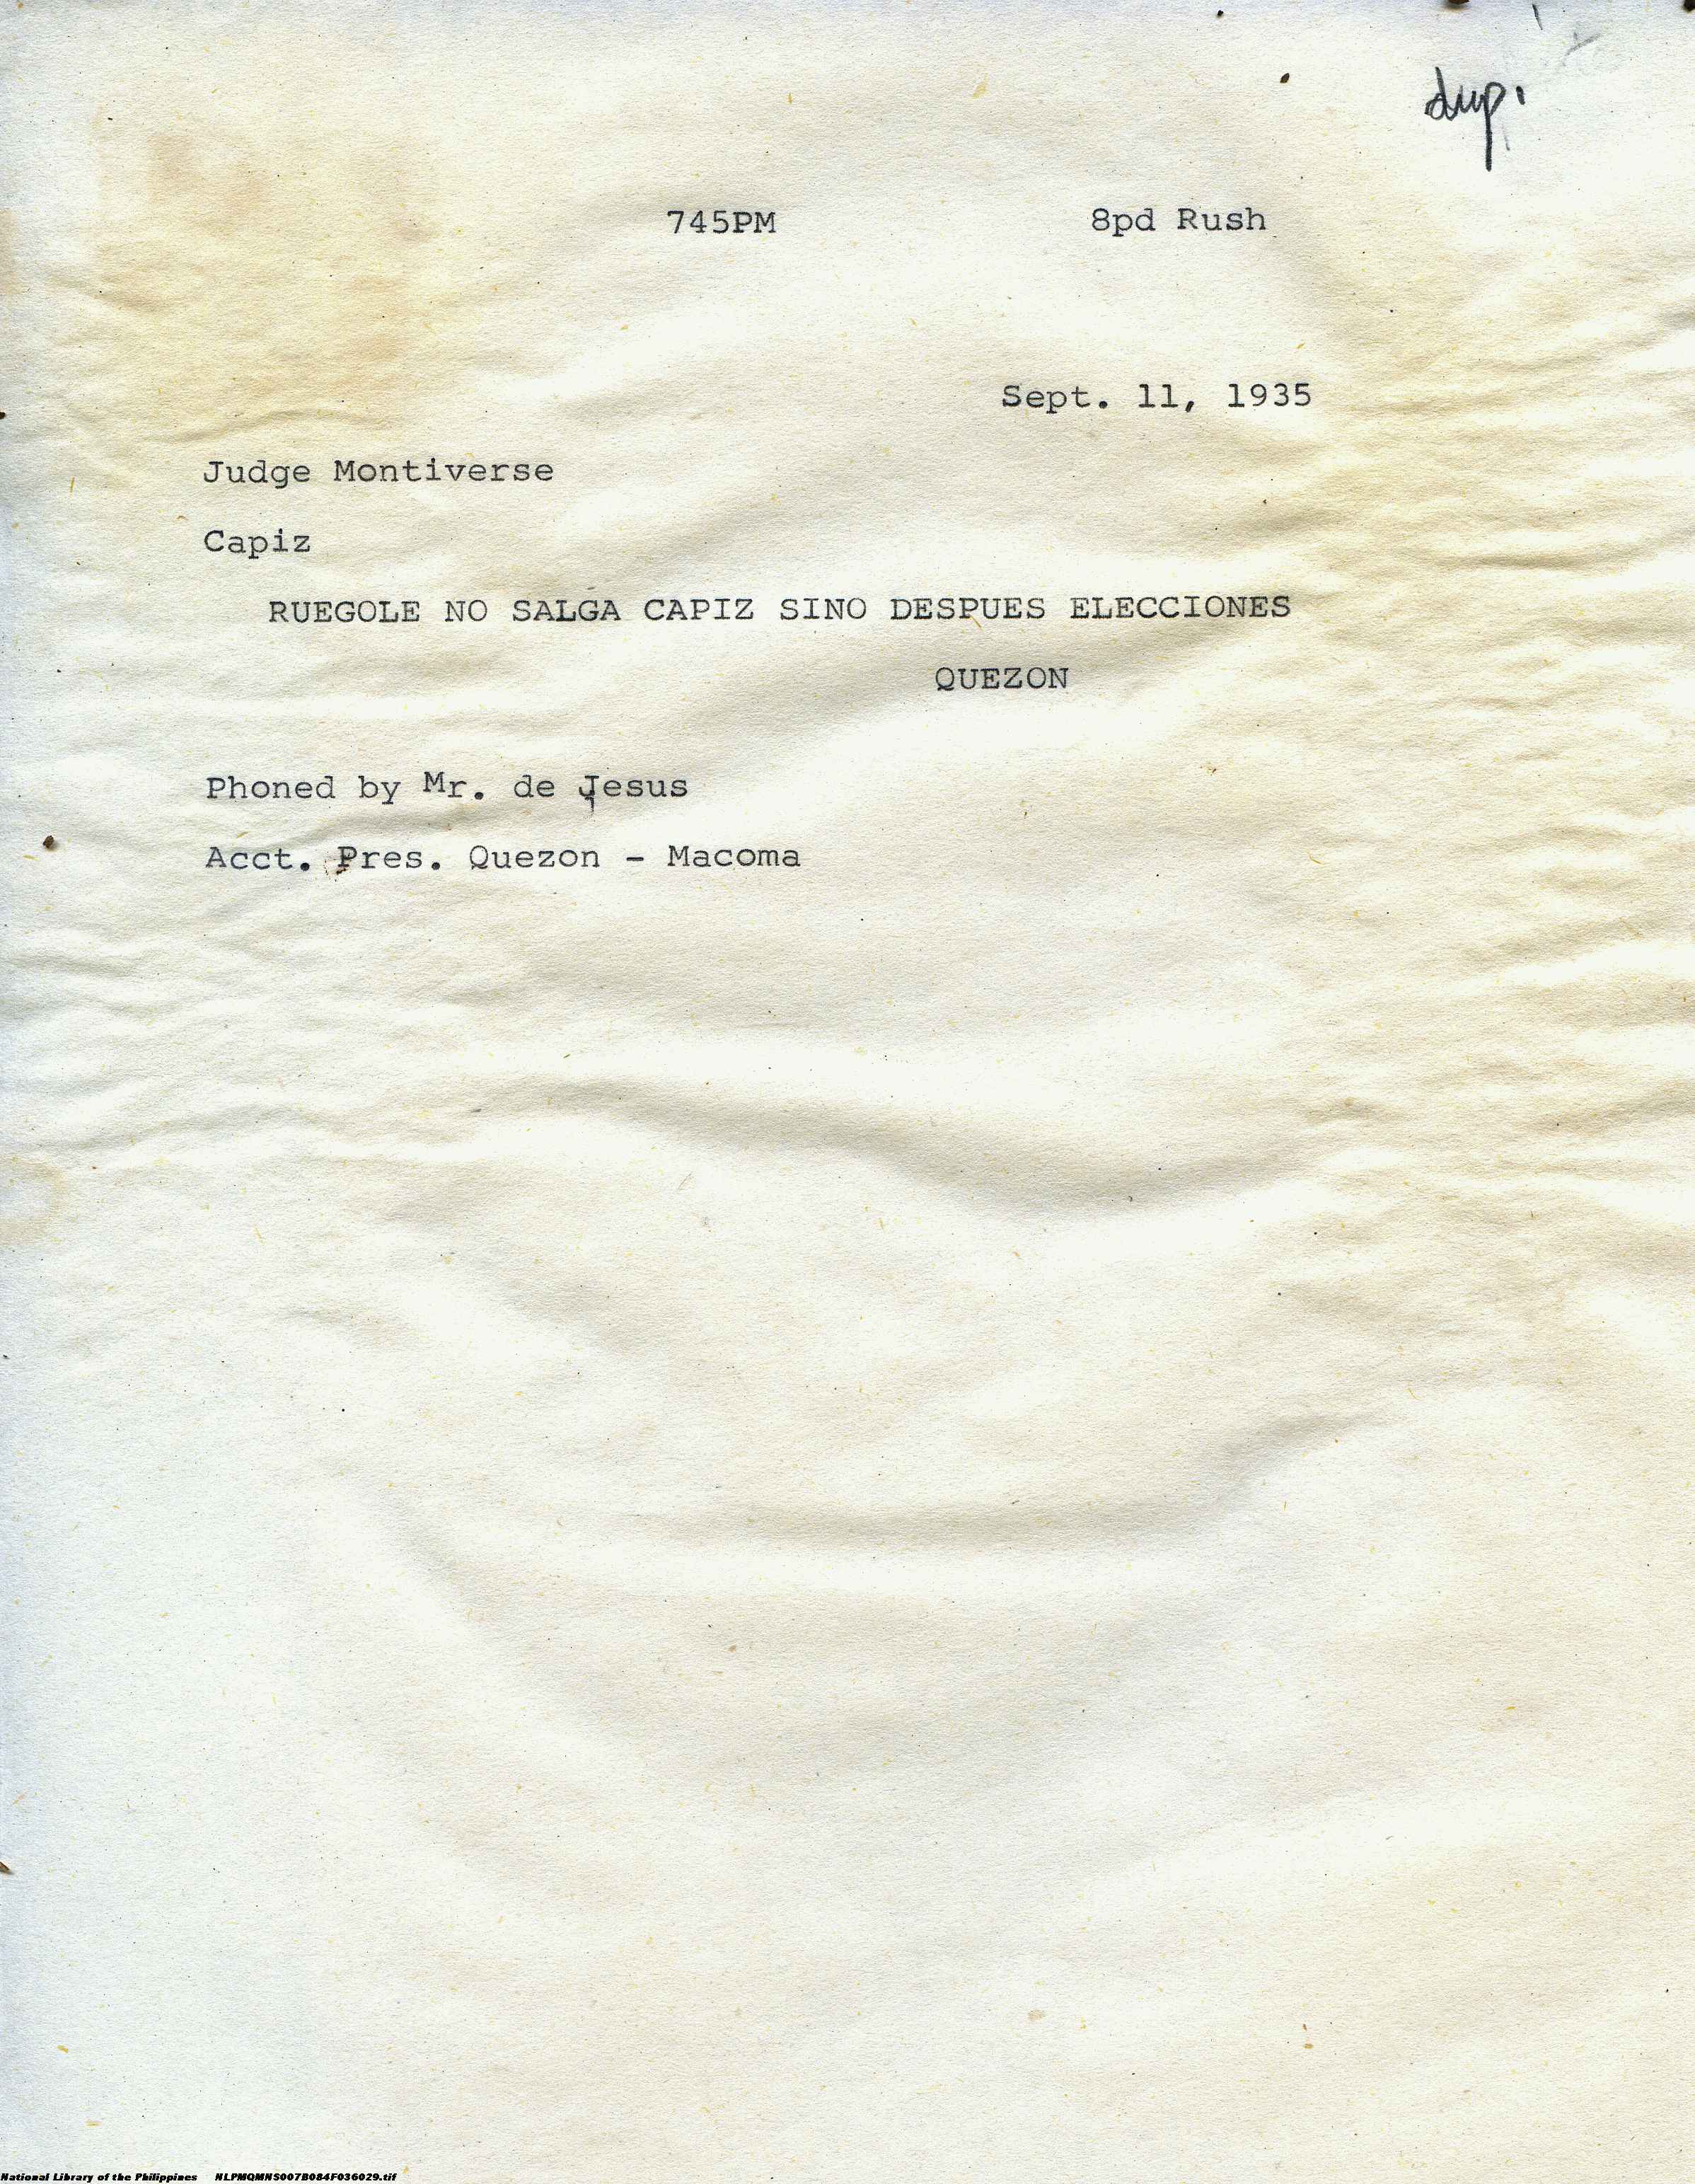 dup.
745PM 8pd Rush
Sept. 11, 1935
Judge Montiverse
Capiz
RUEGOLE NO SALGA CAPIZ SINO DESPUES ELECCIONES
QUEZON
Phoned by Mr. de Jesus
Acct. Pres. Quezon - Macoma
National Library of the Philippines NLPMQMNS007B084F036029.tif